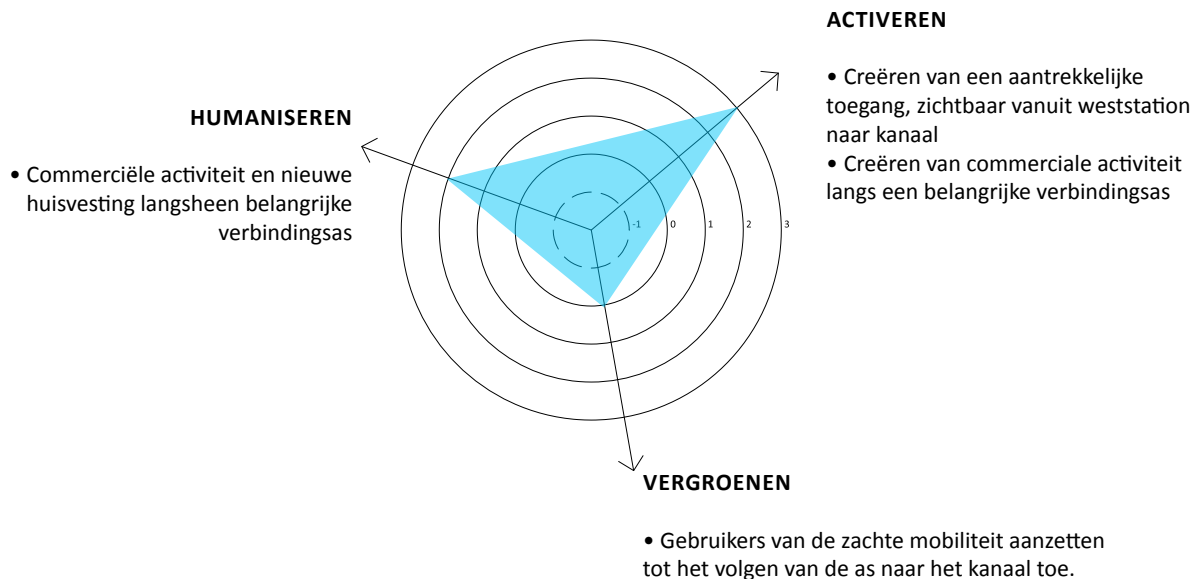 ACTIVEREN
• Creëren van een aantrekkelijke
toegang, zichtbaar vanuit weststation
naar kanaal
• Creëren van commerciale activiteit
langs een belangrijke verbindingsas
HUMANISEREN
• Commerciële activiteit en nieuwe
huisvesting langsheen belangrijke
verbindingsas
-1 0 1 2 3
VERGROENEN
• Gebruikers van de zachte mobiliteit aanzetten
tot het volgen van de as naar het kanaal toe.